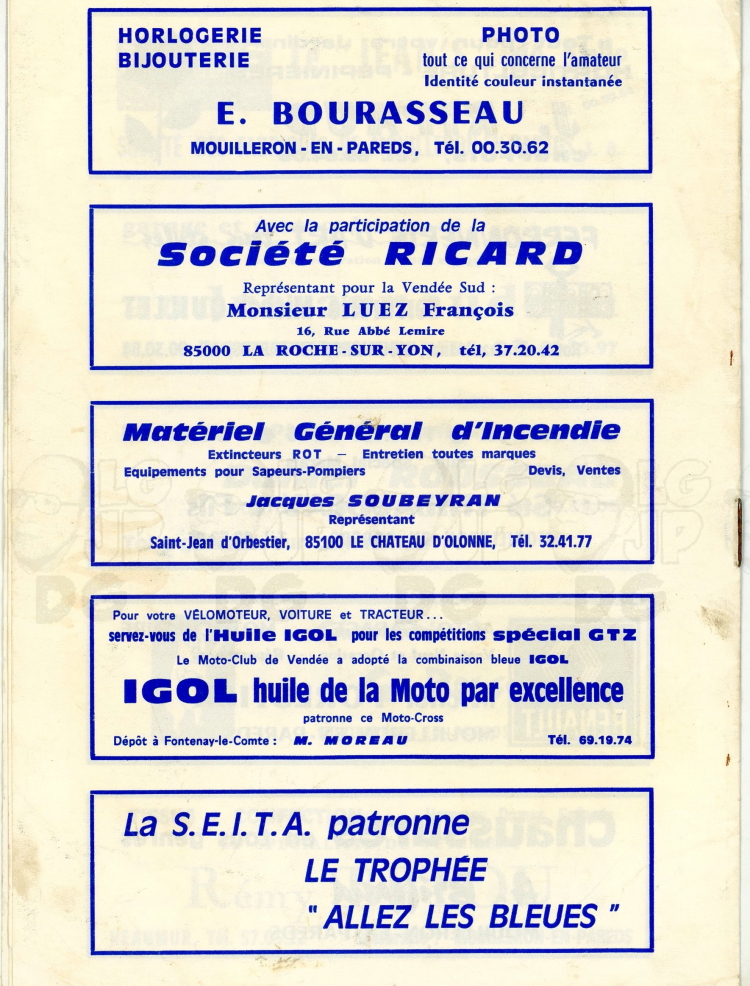 HORLOGERIE PHOTO
BIJOUTERIE tout ce qui concerne l'amateur
Identité couleur instantanée
E. BOURASSEAU
MOUILLERON - EN - PAREDS, Tél. 00.30.62
Avec la participation de la
Société RICARD
Représentant pour la Vendée Sud :
Monsieur LUEZ François
16, Rue Abbé Lemire
85000 LA ROCHE - SUR - YON, tél, 37.20.42
Matériel Général d'Incendie
Extincteurs ROT — Entretien toutes marques
Equipements pour Sapeurs-Pompiers Devis, Ventes
Jacques SOUBEYRAN
Représentant
Saint-Jean d'Orbestier, 85100 LE CHATEAU D'OLONNE, Tél. 32.41.77
Pour votre VÉLOMOTEUR, VOITURE et TRACTEUR...
servez-vous de l'Huile IGOL pour les compétitions spécial GTZ
Le Moto-Club de Vendée a adopté la combinaison bleue IGOL
IGOL huile de la Moto par excellence
patronne ce Moto-Cross
Dépôt à Fontenay-le-Comte : M. MOREAU Tél. 69.19.74
La S.E.I.T.A. patronne
LE TROPHÉE
" ALLEZ LES BLEUES "